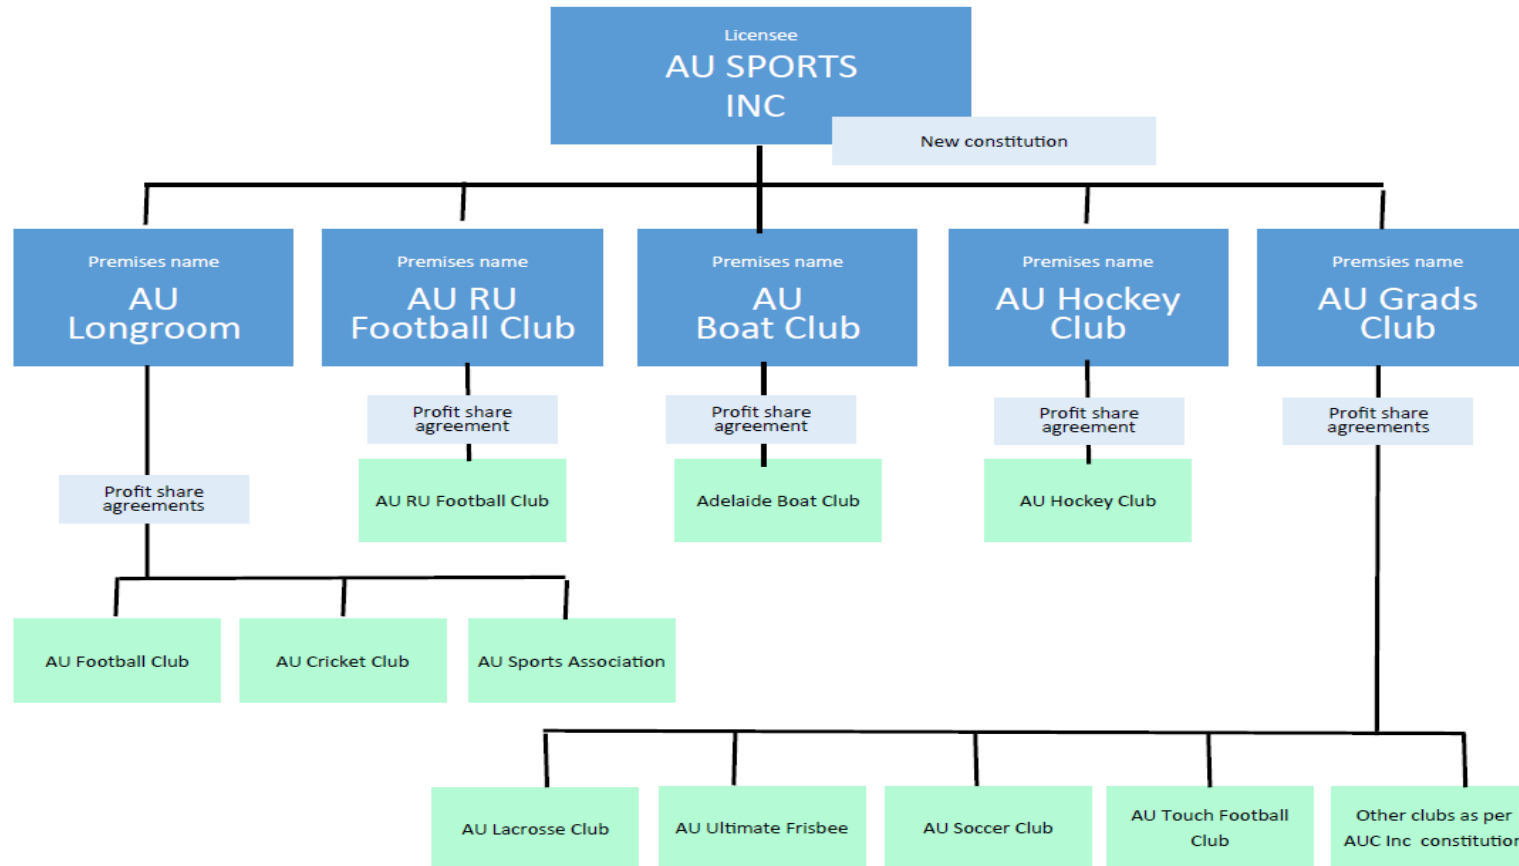 Licensee
AU SPORTS
INC
New constitution
Premises name
AU
Longroom
Premises name
AU RU
Football Club
Premises name
AU
Boat Club
Premises name
AU Hockey
Club
Premsies name
AU Grads
Club
Profit share
agreement
Profit share
agreement
Profit share
agreement
Profit share
agreements
Profit share
agreements
AU RU Football Club
Adelaide Boat Club
AU Hockey Club
AU Football Club
AU Cricket Club
AU Sports Association
AU Lacrosse Club
AU Ultimate Frisbee
AU Soccer Club
AU Touch Football
Club
Other clubs as per
AUC Inc constitution